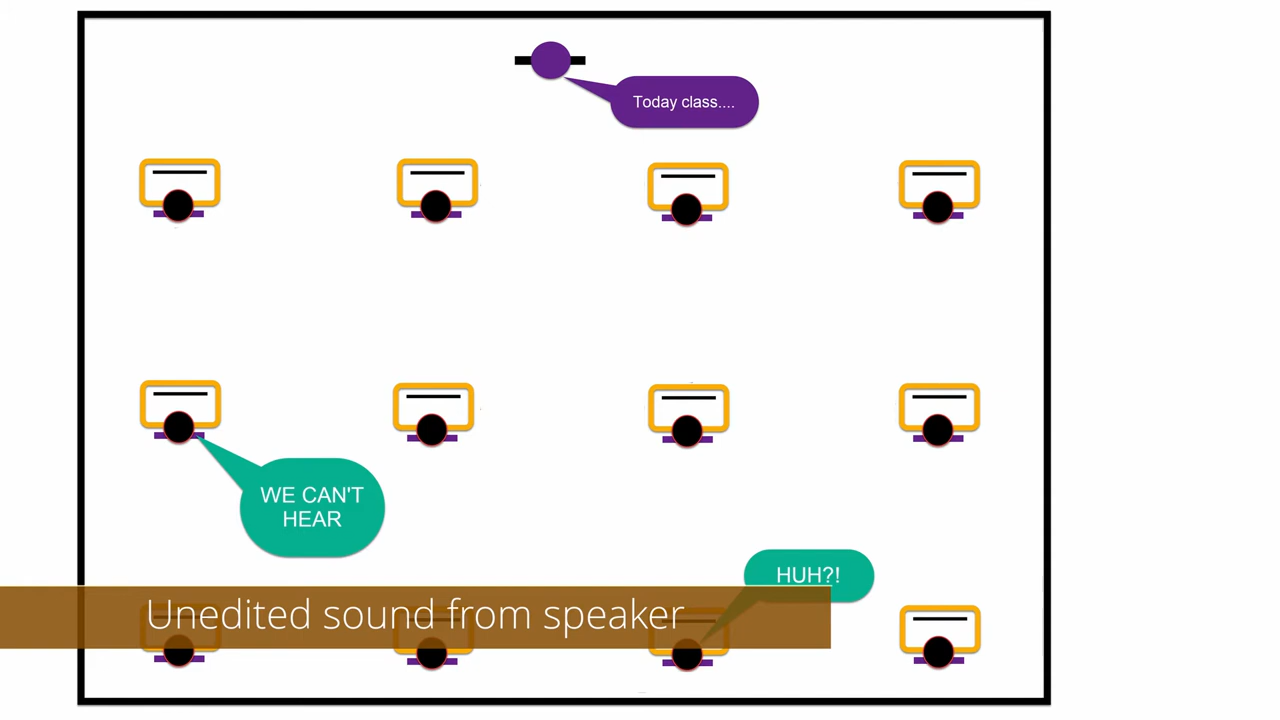 Today class....
WE CAN'T
HEAR
HUH?!
Unedited sound from speaker